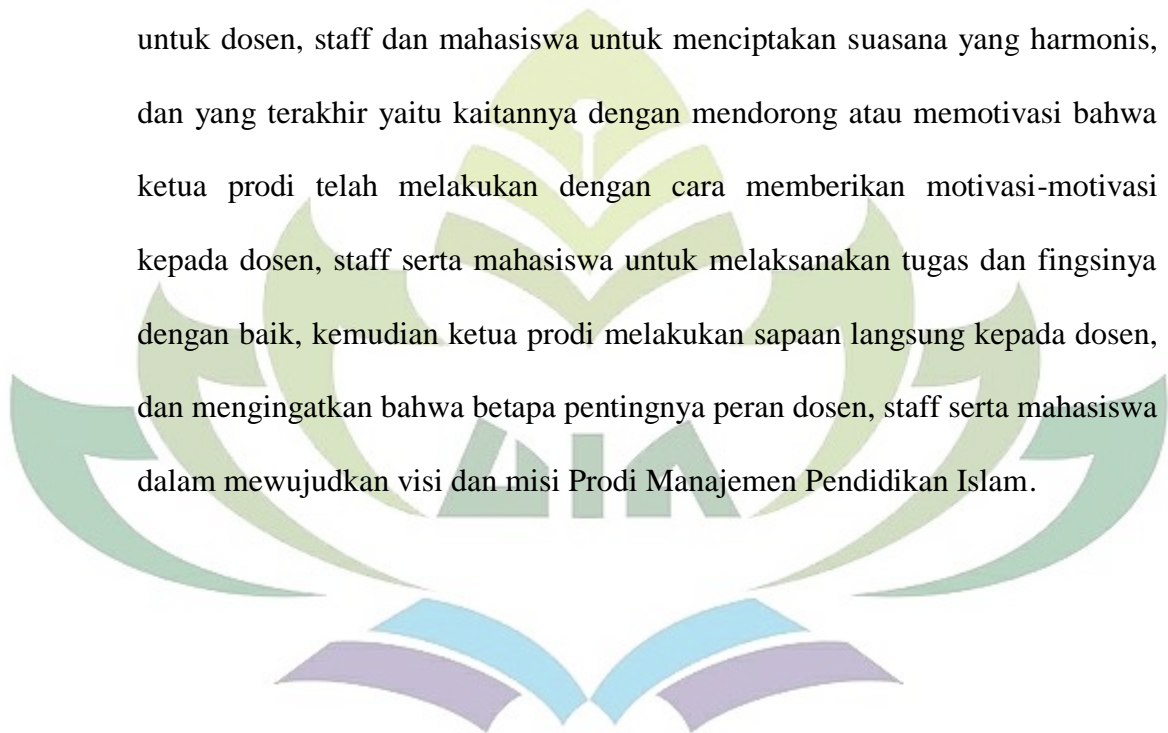 untuk dosen, staff dan mahasiswa untuk menciptakan suasana yang harmonis,
dan yang terakhir yaitu kaitannya dengan mendorong atau memotivasi bahwa
ketua prodi telah melakukan dengan cara memberikan motivasi-motivasi
kepada dosen, staff serta mahasiswa untuk melaksanakan tugas dan fingsinya
dengan baik, kemudian ketua prodi melakukan sapaan langsung kepada dosen,
dan mengingatkan bahwa betapa pentingnya peran dosen, staff serta mahasiswa
dalam mewujudkan visi dan misi Prodi Manajemen Pendidikan Islam.